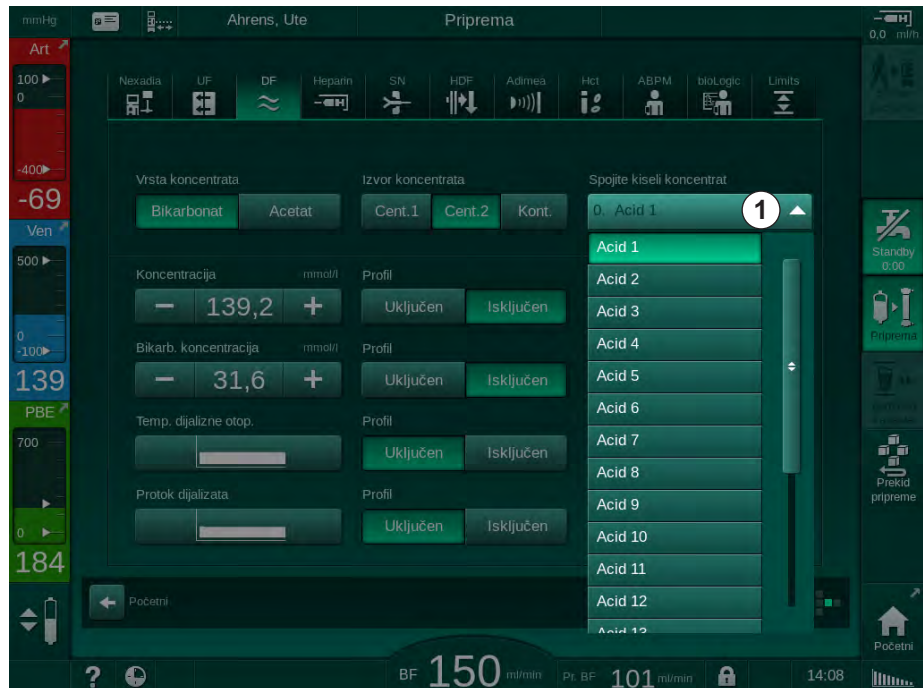 mmHg Ahrens, Ute Priprema 0,0 ml/h
Art
100
0
-400
-69
Ven
500
0
-100
139
PBE
700
0
184
Nexadia UF DF Heparin SN HDF Adimea Hct ABPM bioLogic Limits
Vrsta koncentrata Izvor koncentrata Spojite kiseli koncentrat
Bikarbonat Acetat Cent.1 Cent.2 Kont. 0. Acid 1 1
Koncentracija mmol/l Profil
139,2 Uključen Isključen
Bikarb. koncentracija mmol/l Profil
31,6 Uključen Isključen
Temp. dijalizne otop. Profil
Uključen Isključen
Protok dijalizata Profil
Uključen Isključen
Acid 1
Acid 2
Acid 3
Acid 4
Acid 5
Acid 6
Acid 7
Acid 8
Acid 9
Acid 10
Acid 11
Acid 12
Acid 13
Standby
0:00
Priprema
Prekid
pripreme
Početni
Početni
? BF 150 ml/min Pr. BF 101 ml/min 14:08